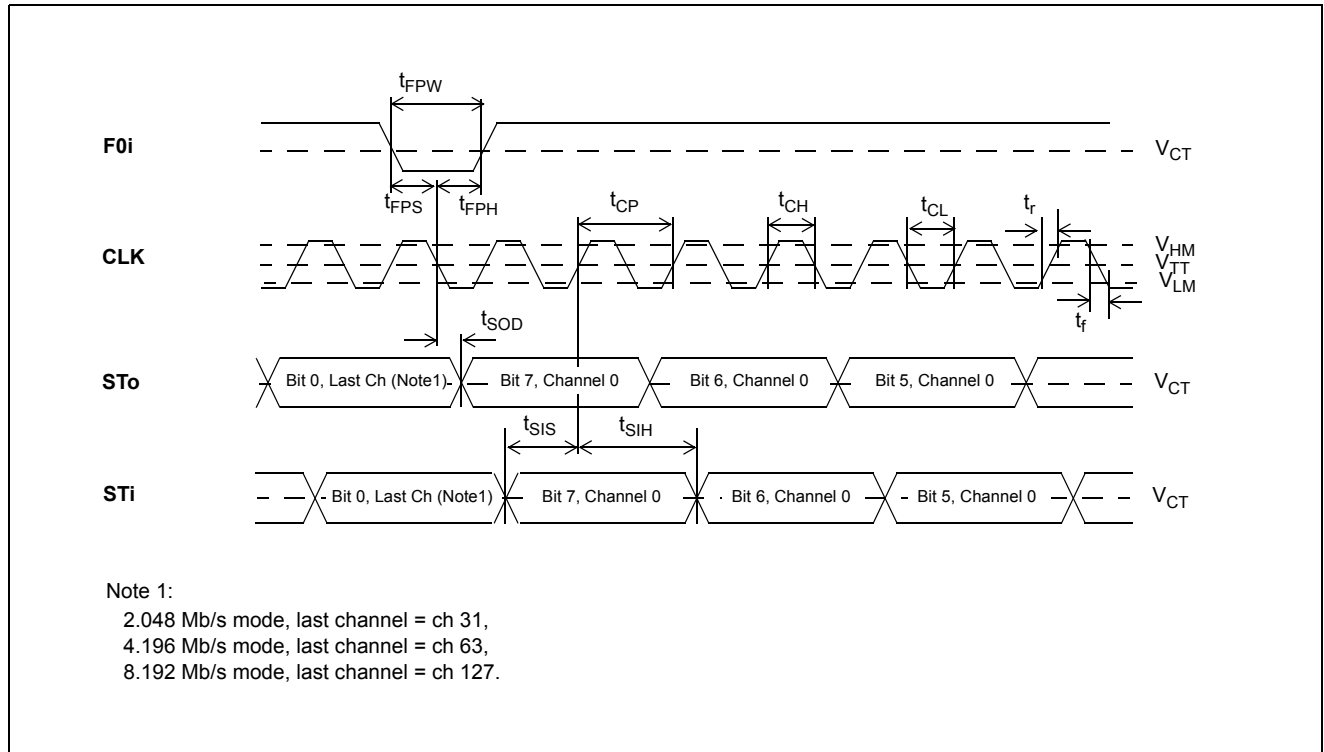 tFPW
F0i
VCT
tFPS
tFPH
tCP
tCH
tCL
tr
CLK
VHM
VTT
VLM
tSOD
tf
STo
Bit 0, Last Ch (Note1)
Bit 7, Channel 0
Bit 6, Channel 0
Bit 5, Channel 0
VCT
tSIS
tSIH
STi
Bit 0, Last Ch (Note1)
Bit 7, Channel 0
Bit 6, Channel 0
Bit 5, Channel 0
VCT
Note 1:
2.048 Mb/s mode, last channel = ch 31,
4.196 Mb/s mode, last channel = ch 63,
8.192 Mb/s mode, last channel = ch 127.